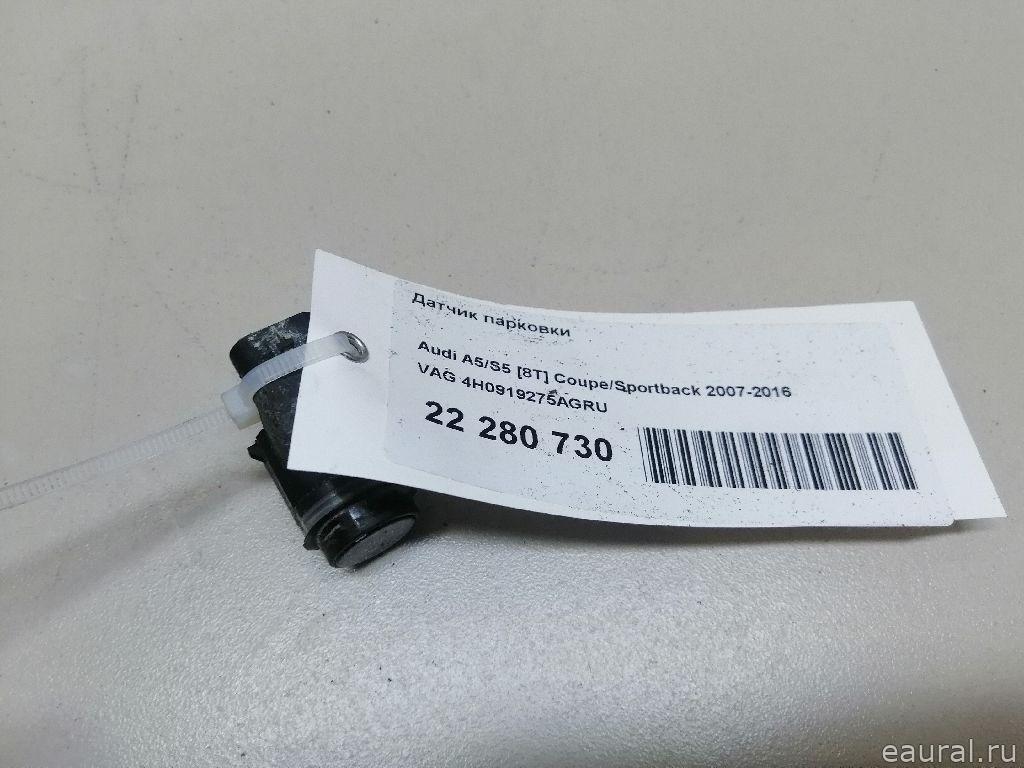 Датчик парковки
Audi A5/S5 [8T] Coupe/Sportback 2007-2016
VAG 4H0919275AGRU
22 280 730
eaural.ru